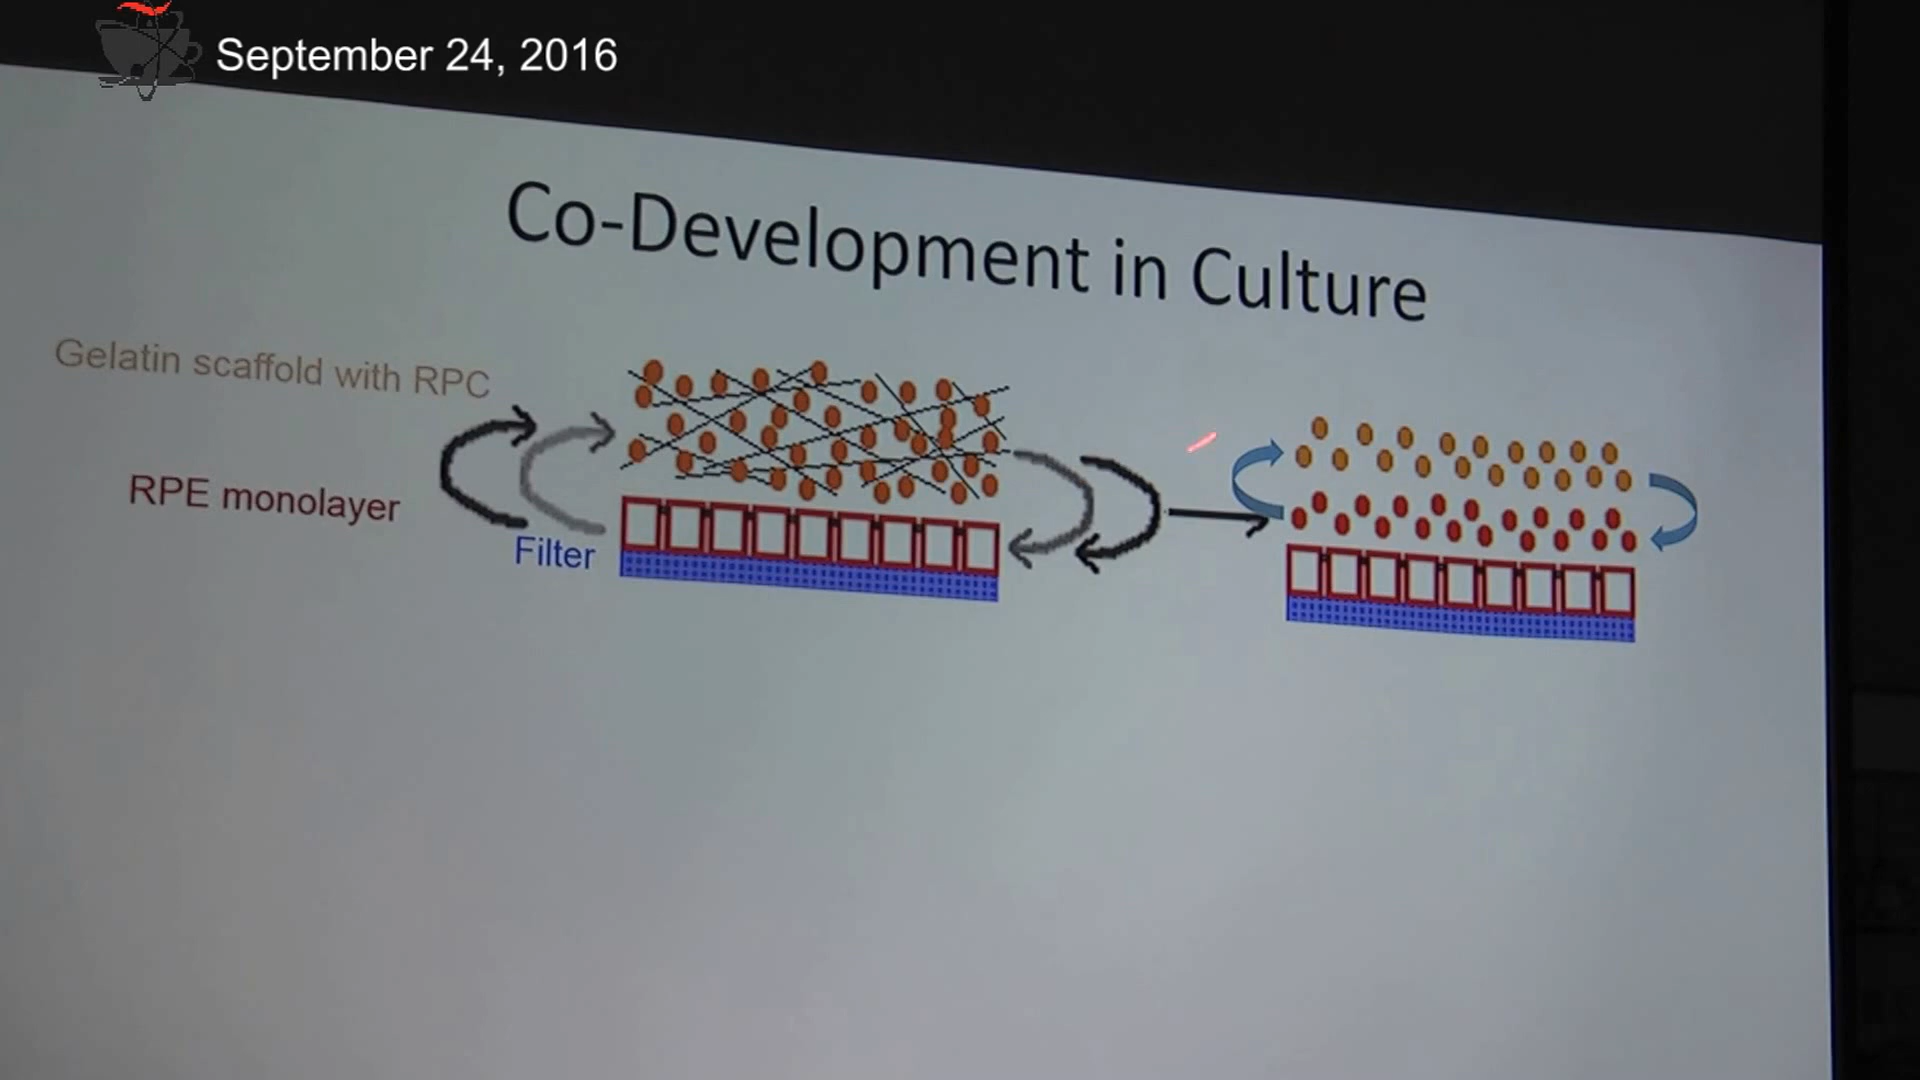 September 24, 2016
Co-Development in Culture
Gelatin scaffold with RPC
RPE monolayer
Filter